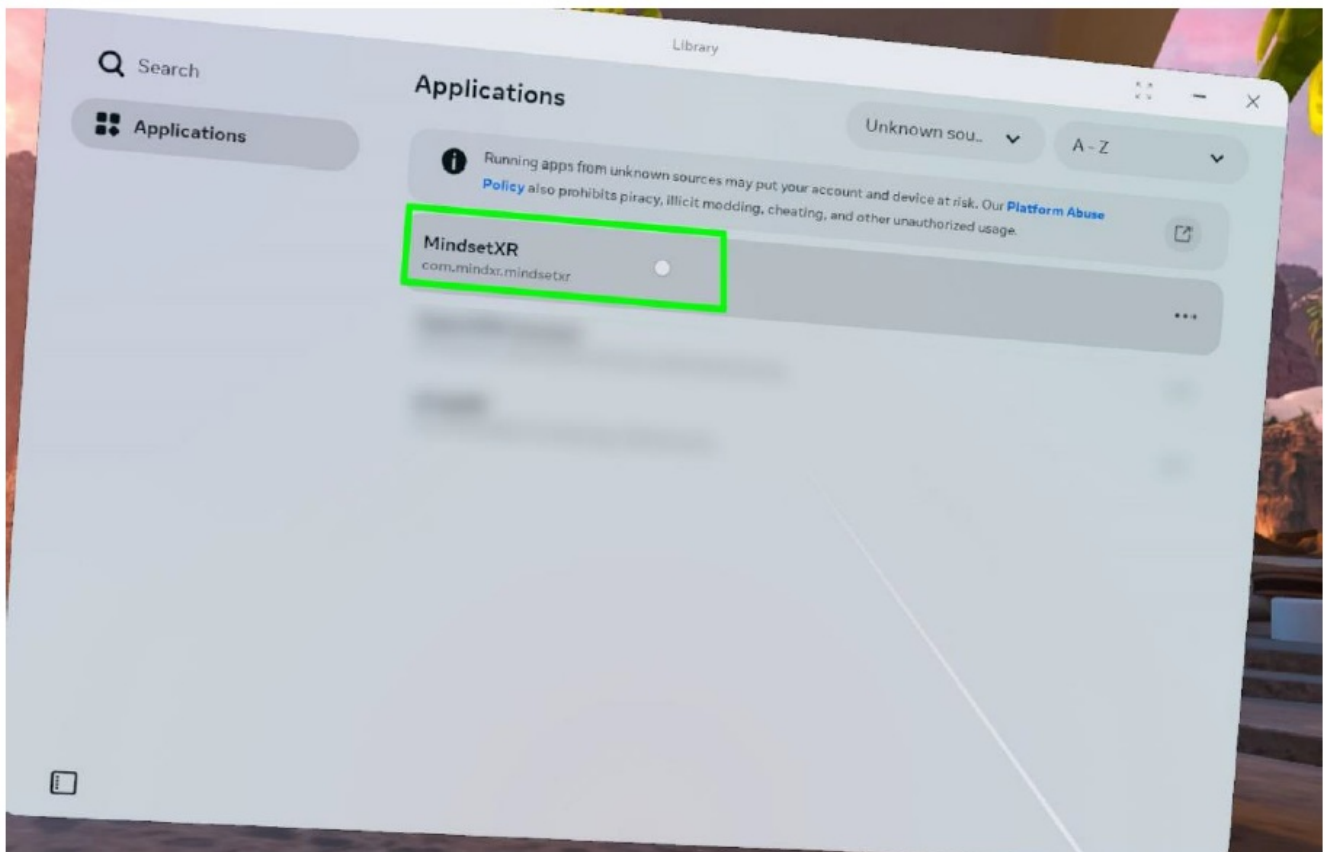 Library
Search
Applications
Applications
Unknown sou..
A - Z
Running apps from unknown sources may put your account and device at risk. Our Platform Abuse
Policy also prohibits piracy, illicit modding, cheating, and other unauthorized usage.
MindsetXR
com.mindxr.mindsetxr